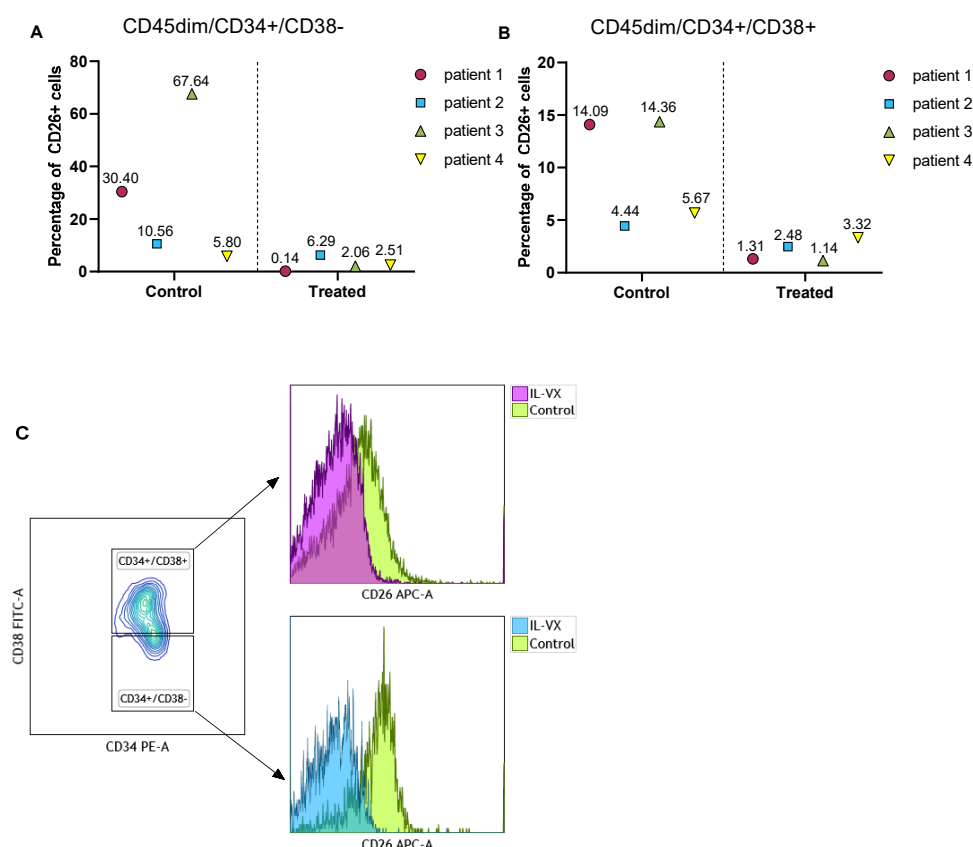 A
CD45dim/CD34+/CD38-
Percentage of CD26+ cells
80
60
40
20
0
30.40
10.56
67.64
5.80
0.14
6.29
2.06
2.51
Control
Treated
patient 1
patient 2
patient 3
patient 4
B
CD45dim/CD34+/CD38+
Percentage of CD26+ cells
20
15
10
5
0
14.09
4.44
14.36
5.67
1.31
2.48
1.14
3.32
Control
Treated
patient 1
patient 2
patient 3
patient 4
C
CD38 FITC-A
CD34+/CD38+
CD34+/CD38-
CD34 PE-A
IL-VX
Control
CD26 APC-A
IL-VX
Control
CD26 APC-A